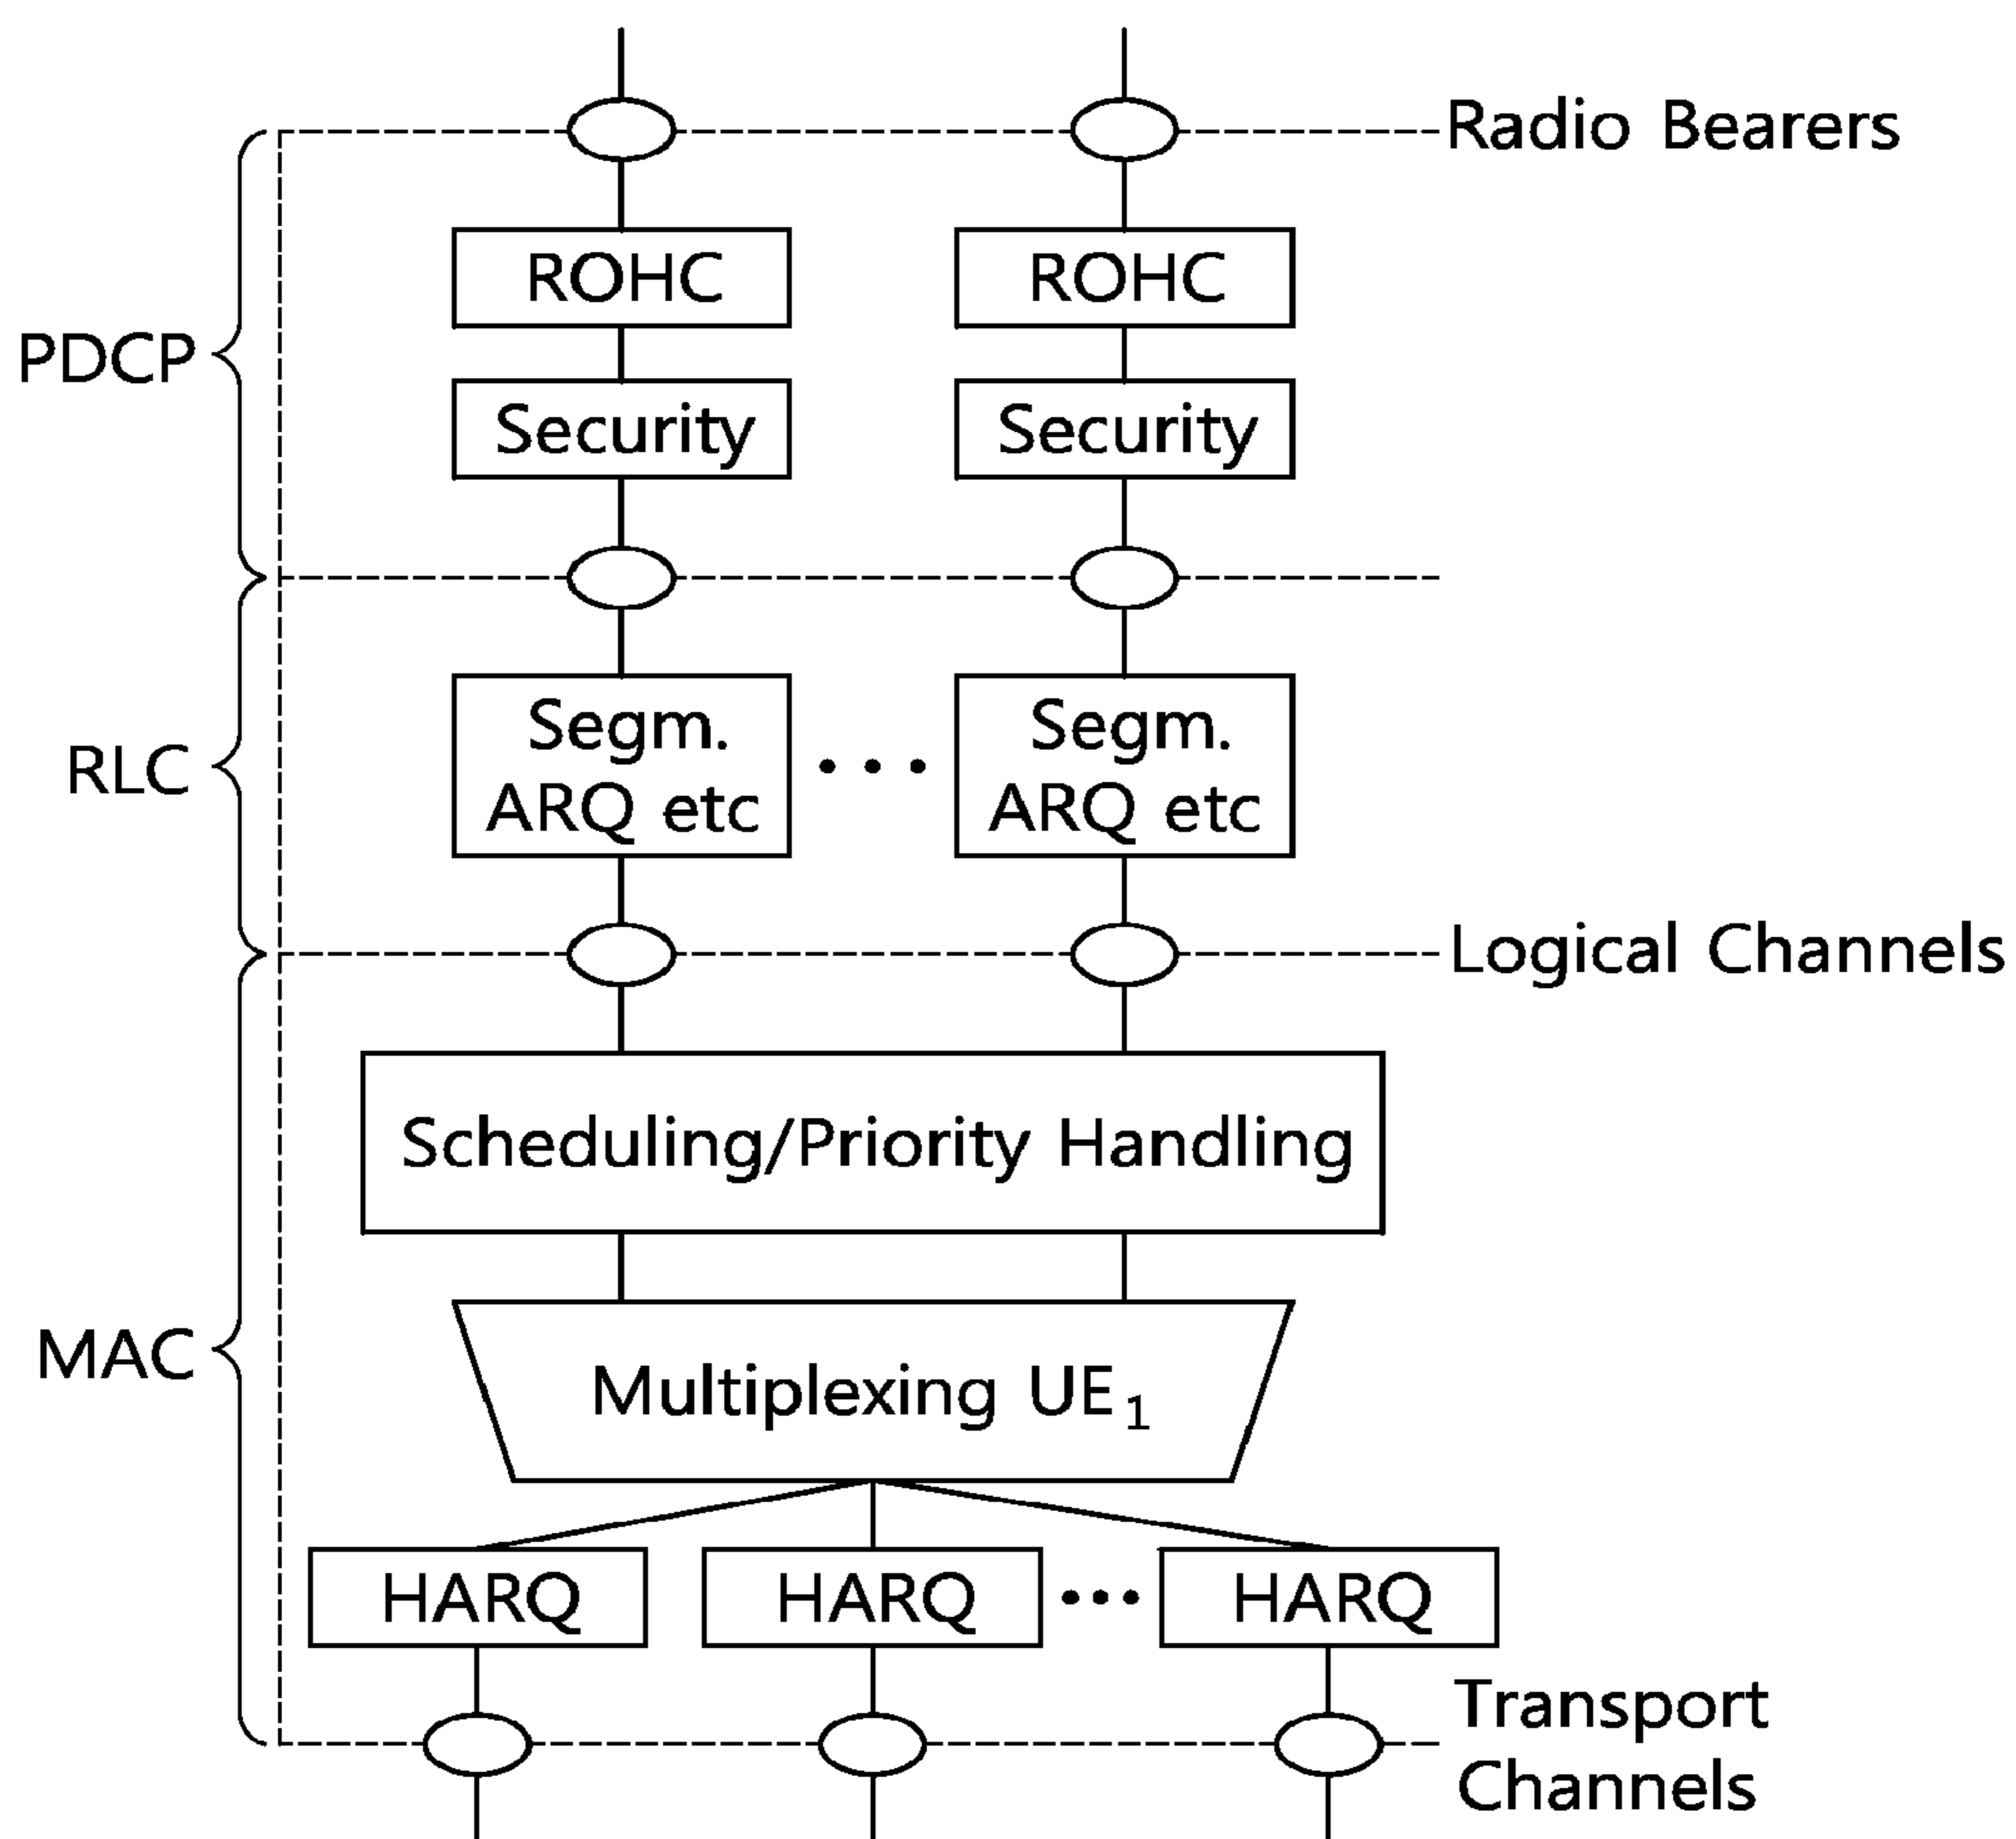 Radio Bearers
ROHC
ROHC
PDCP
Security
Security
Segm.
ARQ etc
Segm.
ARQ etc
RLC
Logical Channels
Scheduling/Priority Handling
MAC
Multiplexing UE1
HARQ
HARQ
HARQ
Transport
Channels